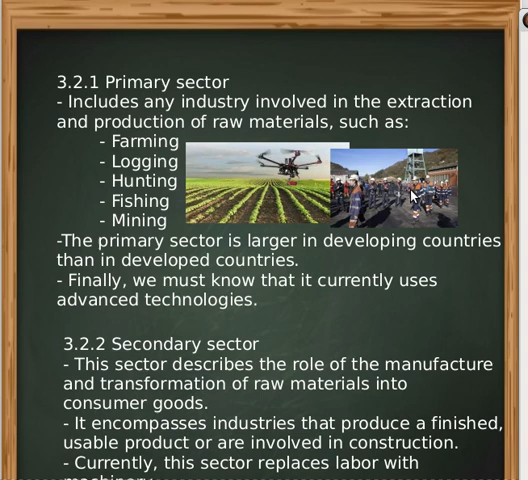 3.2.1 Primary sector
- Includes any industry involved in the extraction
and production of raw materials, such as:
- Farming
- Logging
- Hunting
- Fishing
- Mining
-The primary sector is larger in developing countries
than in developed countries.
- Finally, we must know that it currently uses
advanced technologies.
3.2.2 Secondary sector
- This sector describes the role of the manufacture
and transformation of raw materials into
consumer goods.
- It encompasses industries that produce a finished,
usable product or are involved in construction.
- Currently, this sector replaces labor with